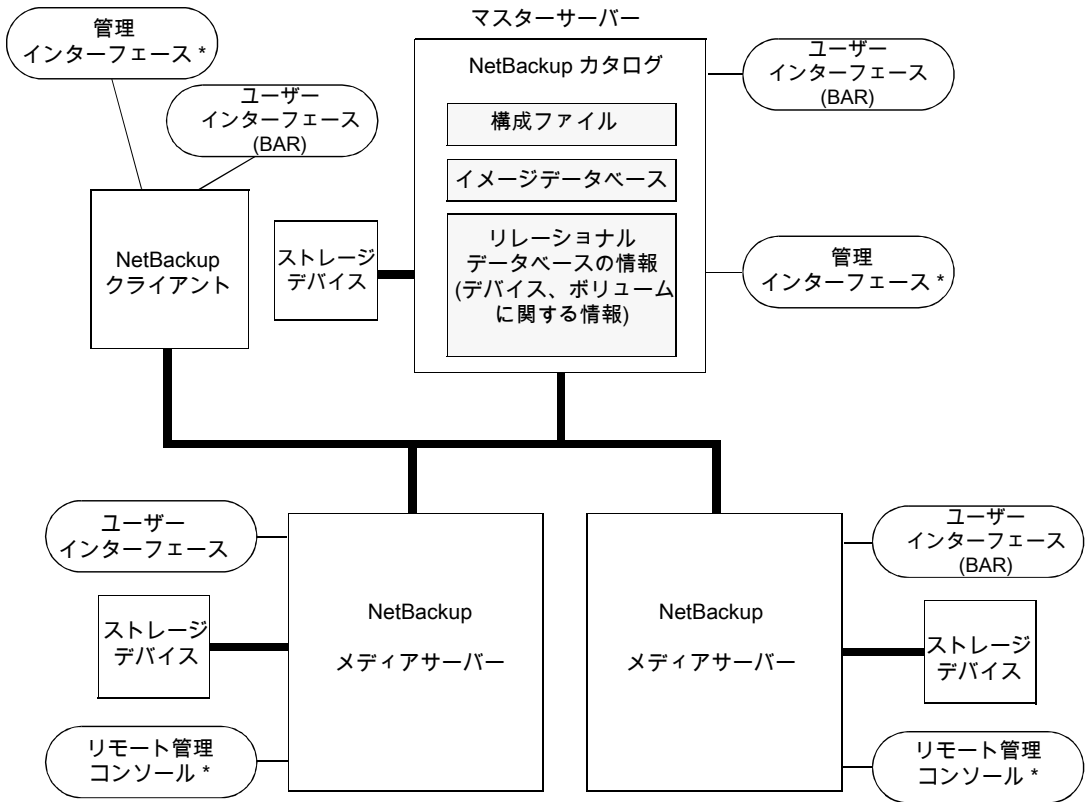 マスターサーバー
管理
インターフェース *
ユーザー
インターフェース
(BAR)
NetBackup
クライアント
ストレージ
デバイス
NetBackup カタログ
構成ファイル
イメージデータベース
リレーショナル
データベースの情報
(デバイス、ボリューム
に関する情報)
ユーザー
インターフェース
(BAR)
管理
インターフェース *
ユーザー
インターフェース
ストレージ
デバイス
リモート管理
コンソール *
NetBackup
メディアサーバー
NetBackup
メディアサーバー
ユーザー
インターフェース
(BAR)
ストレージ
デバイス
リモート管理
コンソール *